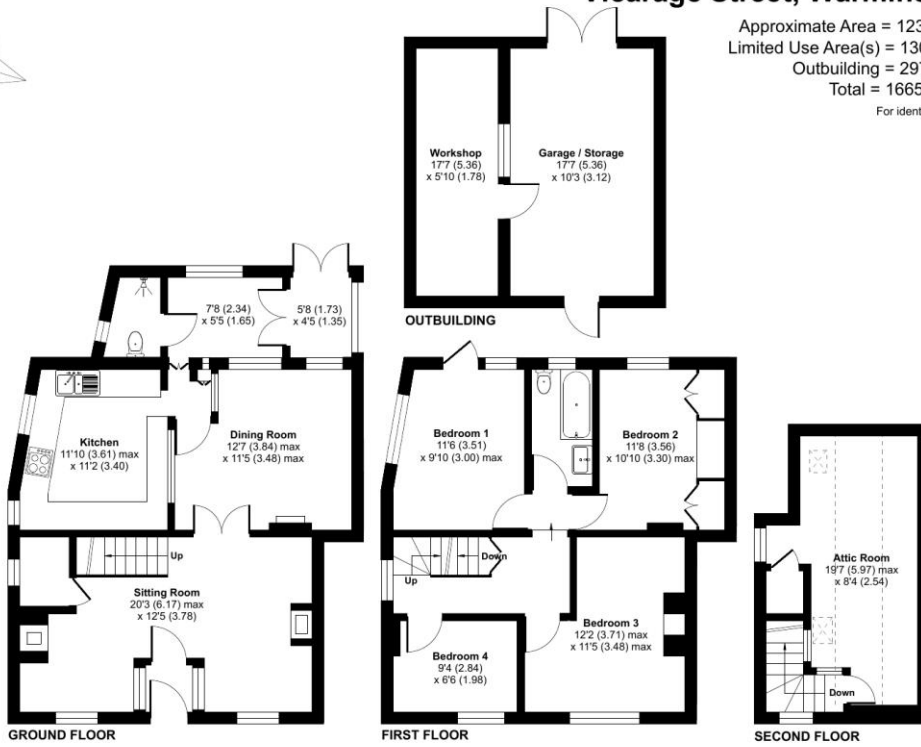 Approximate Area = 123
Limited Use Area(s) = 13
Outbuilding = 29
Total = 1665
For ident
Workshop
17'7 (5.36)
x 5'10 (1.78)
Garage / Storage
17'7 (5.36)
x 10'3 (3.12)
OUTBUILDING
7'8 (2.34)
x 5'5 (1.65)
5'8 (1.73)
x 4'5 (1.35)
Kitchen
11'10 (3.61) max
x 11'2 (3.40)
Dining Room
12'7 (3.84) max
x 11'5 (3.48) max
Up
Sitting Room
20'3 (6.17) max
x 12'5 (3.78)
GROUND FLOOR
Bedroom 1
11'6 (3.51)
x 9'10 (3.00) max
Bedroom 2
11'8 (3.56)
x 10'10 (3.30) max
Down
Up
Bedroom 3
12'2 (3.71) max
x 11'5 (3.48) max
Bedroom 4
9'4 (2.84)
x 6'6 (1.98)
FIRST FLOOR
Attic Room
19'7 (5.97) max
x 8'4 (2.54)
Down
SECOND FLOOR